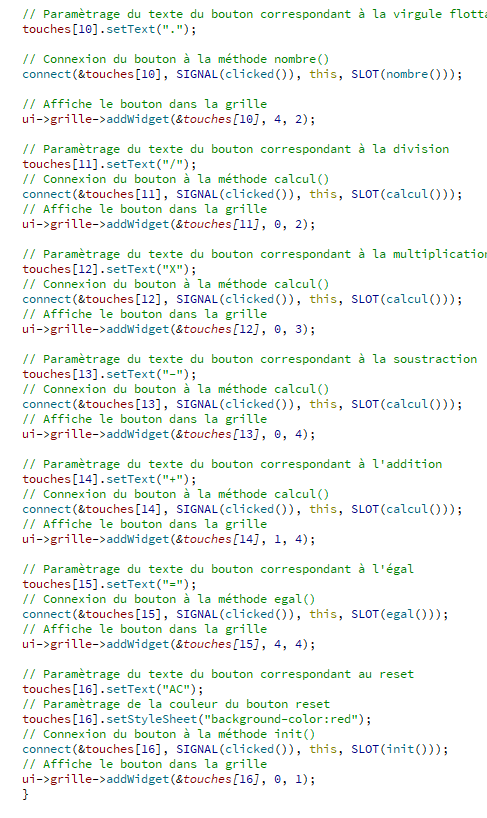 // Paramètrage du texte du bouton correspondant à la virgule flotta
touches[10].setText(".");
// Connexion du bouton à la méthode nombre()
connect(&touches[10], SIGNAL(clicked()), this, SLOT(nombre()));
// Affiche le bouton dans la grille
ui->grille->addWidget(&touches[10], 4, 2);
// Paramètrage du texte du bouton correspondant à la division
touches[11].setText("/");
// Connexion du bouton à la méthode calcul()
connect(&touches[11], SIGNAL(clicked()), this, SLOT(calcul()));
// Affiche le bouton dans la grille
ui->grille->addWidget(&touches[11], 0, 2);
// Paramètrage du texte du bouton correspondant à la multiplication
touches[12].setText("X");
// Connexion du bouton à la méthode calcul()
connect(&touches[12], SIGNAL(clicked()), this, SLOT(calcul()));
// Affiche le bouton dans la grille
ui->grille->addWidget(&touches[12], 0, 3);
// Paramètrage du texte du bouton correspondant à la soustraction
touches[13].setText("-");
// Connexion du bouton à la méthode calcul()
connect(&touches[13], SIGNAL(clicked()), this, SLOT(calcul()));
// Affiche le bouton dans la grille
ui->grille->addWidget(&touches[13], 0, 4);
// Paramètrage du texte du bouton correspondant à l'addition
touches[14].setText("+");
// Connexion du bouton à la méthode calcul()
connect(&touches[14], SIGNAL(clicked()), this, SLOT(calcul()));
// Affiche le bouton dans la grille
ui->grille->addWidget(&touches[14], 1, 4);
// Paramètrage du texte du bouton correspondant à l'égal
touches[15].setText("=");
// Connexion du bouton à la méthode egal()
connect(&touches[15], SIGNAL(clicked()), this, SLOT(egal()));
// Affiche le bouton dans la grille
ui->grille->addWidget(&touches[15], 4, 4);
// Paramètrage du texte du bouton correspondant au reset
touches[16].setText("AC");
// Paramètrage de la couleur du bouton reset
touches[16].setStyleSheet("background-color:red");
// Connexion du bouton à la méthode init()
connect(&touches[16], SIGNAL(clicked()), this, SLOT(init()));
// Affiche le bouton dans la grille
ui->grille->addWidget(&touches[16], 0, 1);
}